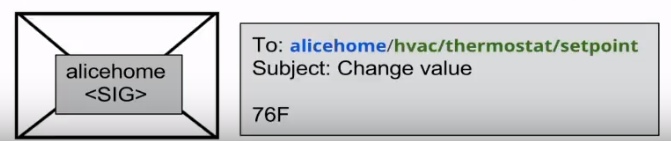 alicehome
<SIG>
To: alicehome/hvac/thermostat/setpoint
Subject: Change value
76F